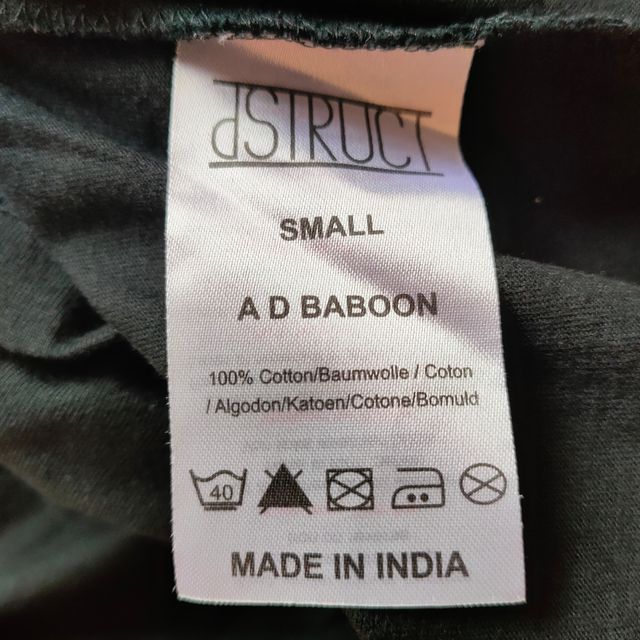 dSTRUCT
SMALL
A D BABOON
100% Cotton/Baumwolle / Coton
/ Algodon/Katoen/Cotone/Bomuld
40
MADE IN INDIA